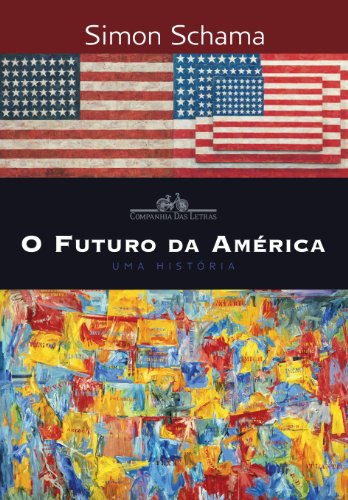 Simon Schama
COMPANHIA DAS LETRAS
O FUTURO DA AMÉRICA
UMA HISTÓRIA